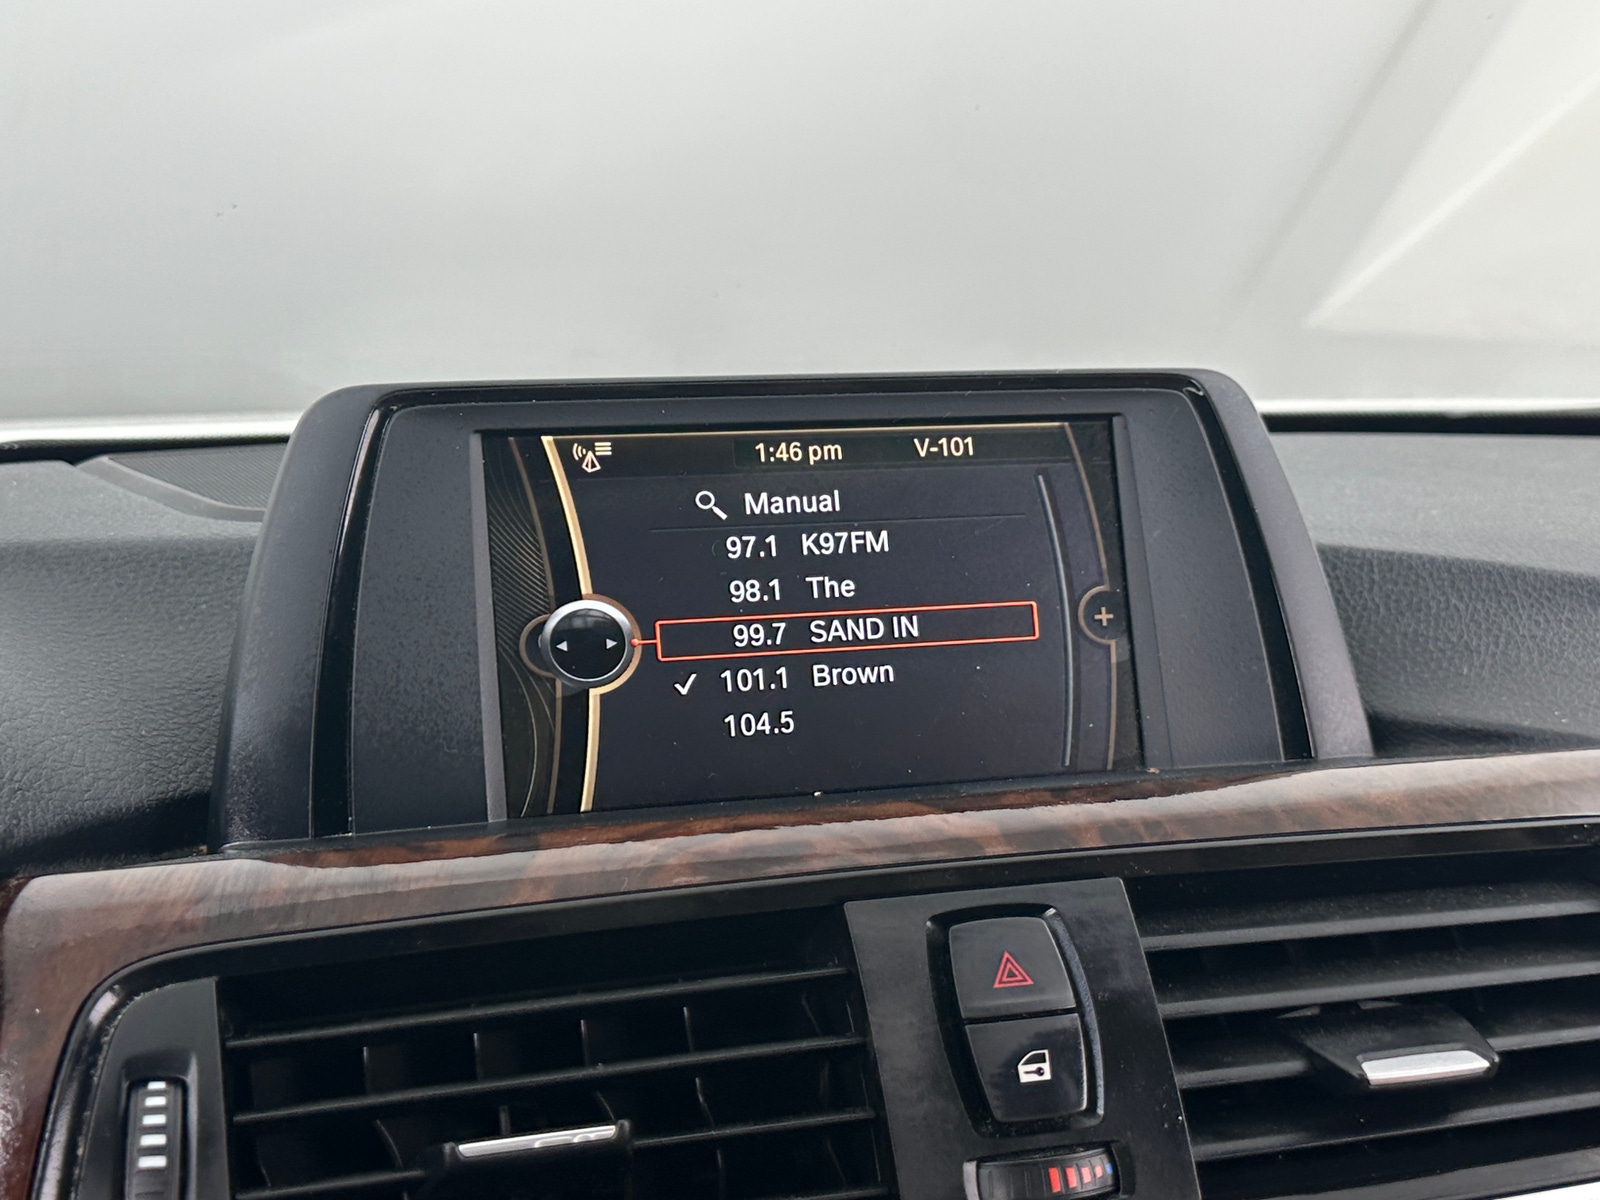 1:46 pm V-101
Manual
97.1 K97FM
98.1 The
99.7 SAND IN
101.1 Brown
104.5